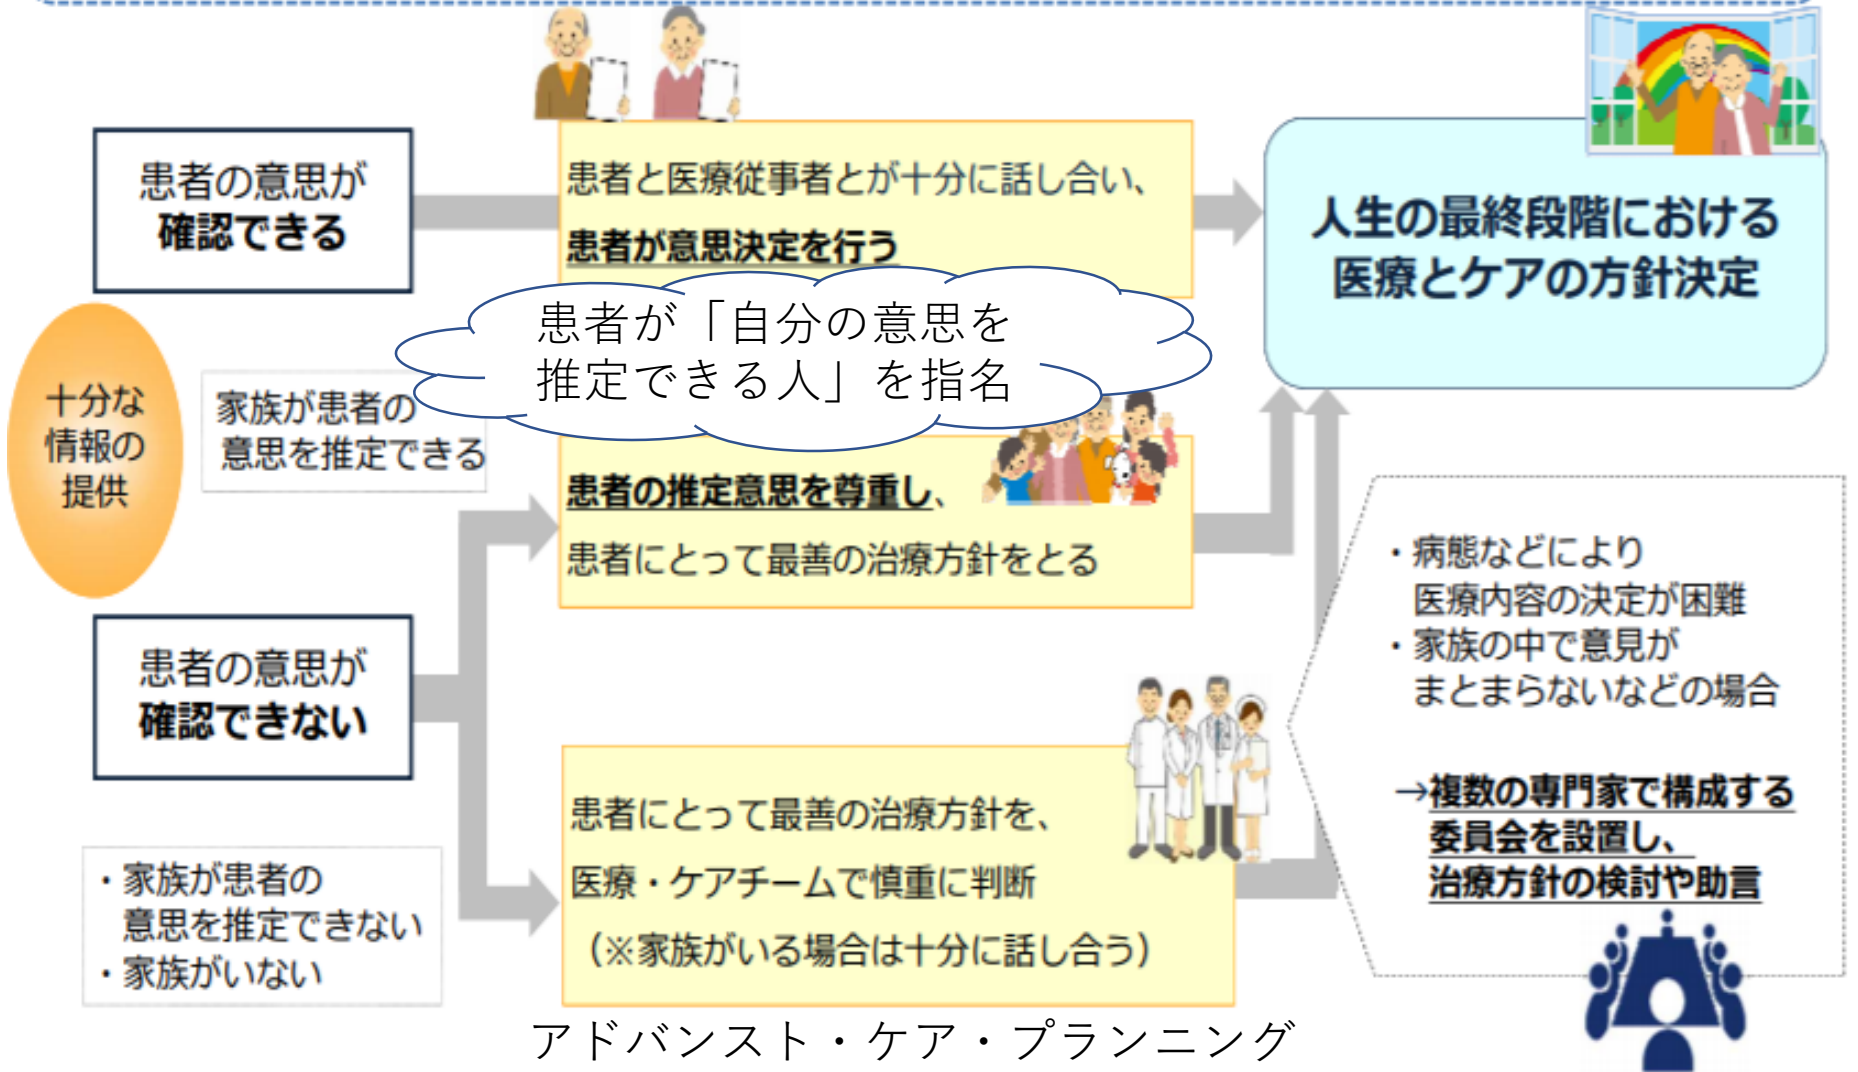 患者の意思が
確認できる
患者と医療従事者とが十分に話し合い、
患者が意思決定を行う
人生の最終段階における
医療とケアの方針決定
患者が「自分の意思を
推定できる人」を指名
十分な
情報の
提供
家族が患者の
意思を推定できる
患者の推定意思を尊重し、
患者にとって最善の治療方針をとる
患者の意思が
確認できない
・家族が患者の
意思を推定できない
・家族がいない
患者にとって最善の治療方針を、
医療・ケアチームで慎重に判断
（※家族がいる場合は十分に話し合う）
・病態などにより
医療内容の決定が困難
・家族の中で意見が
まとまらないなどの場合
→複数の専門家で構成する
委員会を設置し、
治療方針の検討や助言
アドバンスト・ケア・プランニング